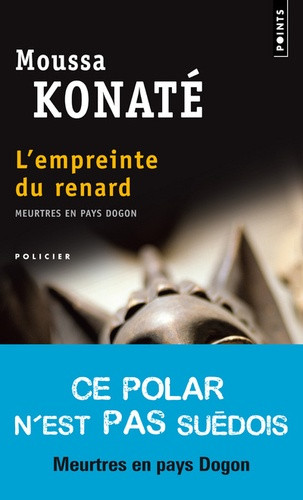 POINTS
Moussa
KONATÉ
L'empreinte
du renard
MEURTRES EN PAYS DOGON
POLICIER
CE POLAR
N'EST PAS SUÉDOIS
Meurtres en pays Dogon